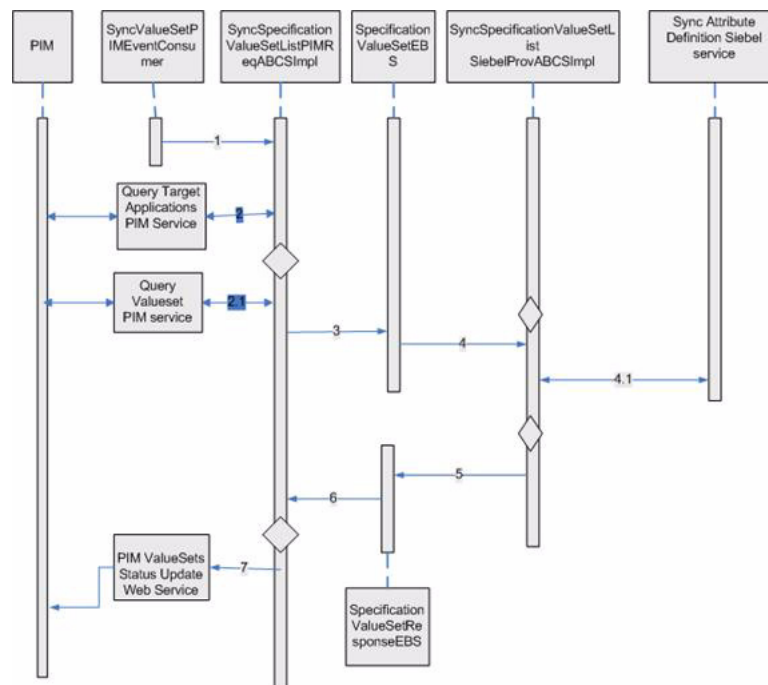 PIM
SyncValueSetP
IMEventConsu
mer
SyncSpecification
ValueSetListPIMR
eqABCSImpl
Specification
ValueSetEB
S
SyncSpecificationValueSetL
ist
SiebelProvABCSImpl
Sync Attribute
Definition Siebel
service
1
Query Target
Applications
PIM Service
2
Query
Valueset
PIM service
2.1
3
4
4.1
5
6
PIM ValueSets
Status Update
Web Service
7
Specification
ValueSetRe
sponseEBS